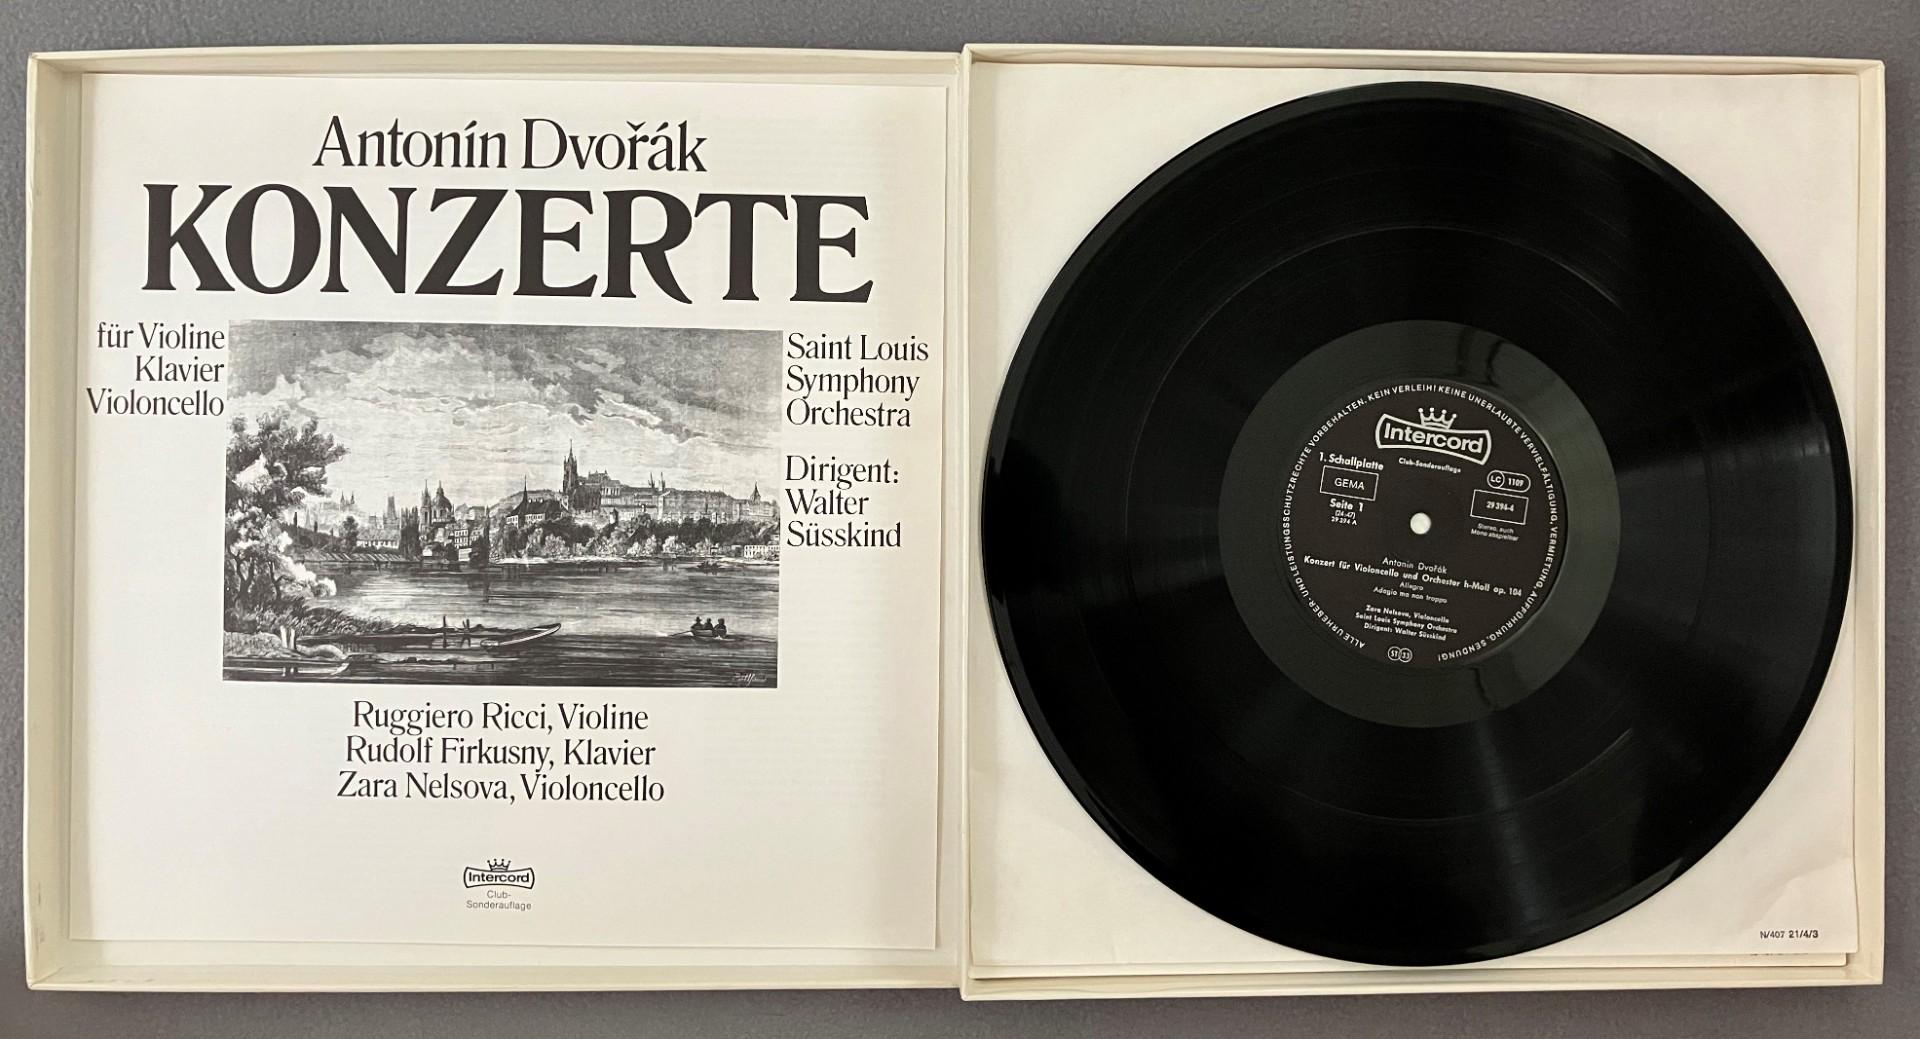 Antonín Dvořák
KONZERTE
für Violine
Klavier
Violoncello
Saint Louis
Symphony
Orchestra
Dirigent:
Walter
Süsskind
Ruggiero Ricci, Violine
Rudolf Firkusny, Klavier
Zara Nelsova, Violoncello
Intercord
Club-
Sonderauflage
ALLE URHEBER- UND LEISTUNGSSCHUTZRECHTE VORBEHALTEN. KEIN VERLEIH! KEINE UNERLAUBTE VERVIELFÄLTIGUNG, VERMIETUNG, AUFFÜHRUNG, SENDUNG!
Intercord
Club-Sonderauflage
1. Schallplatte
GEMA
Seite 1
(24:47)
29 394 A
LC 1109
29 394-4
Stereo, auch
Mono abspielbar
Antonín Dvořák
Konzert für Violoncello und Orchester h-Moll op. 104
Allegro
Adagio ma non troppo
Zara Nelsova, Violoncello
Saint Louis Symphony Orchestra
Dirigent: Walter Süsskind
ST 33
N/407 21/4/3